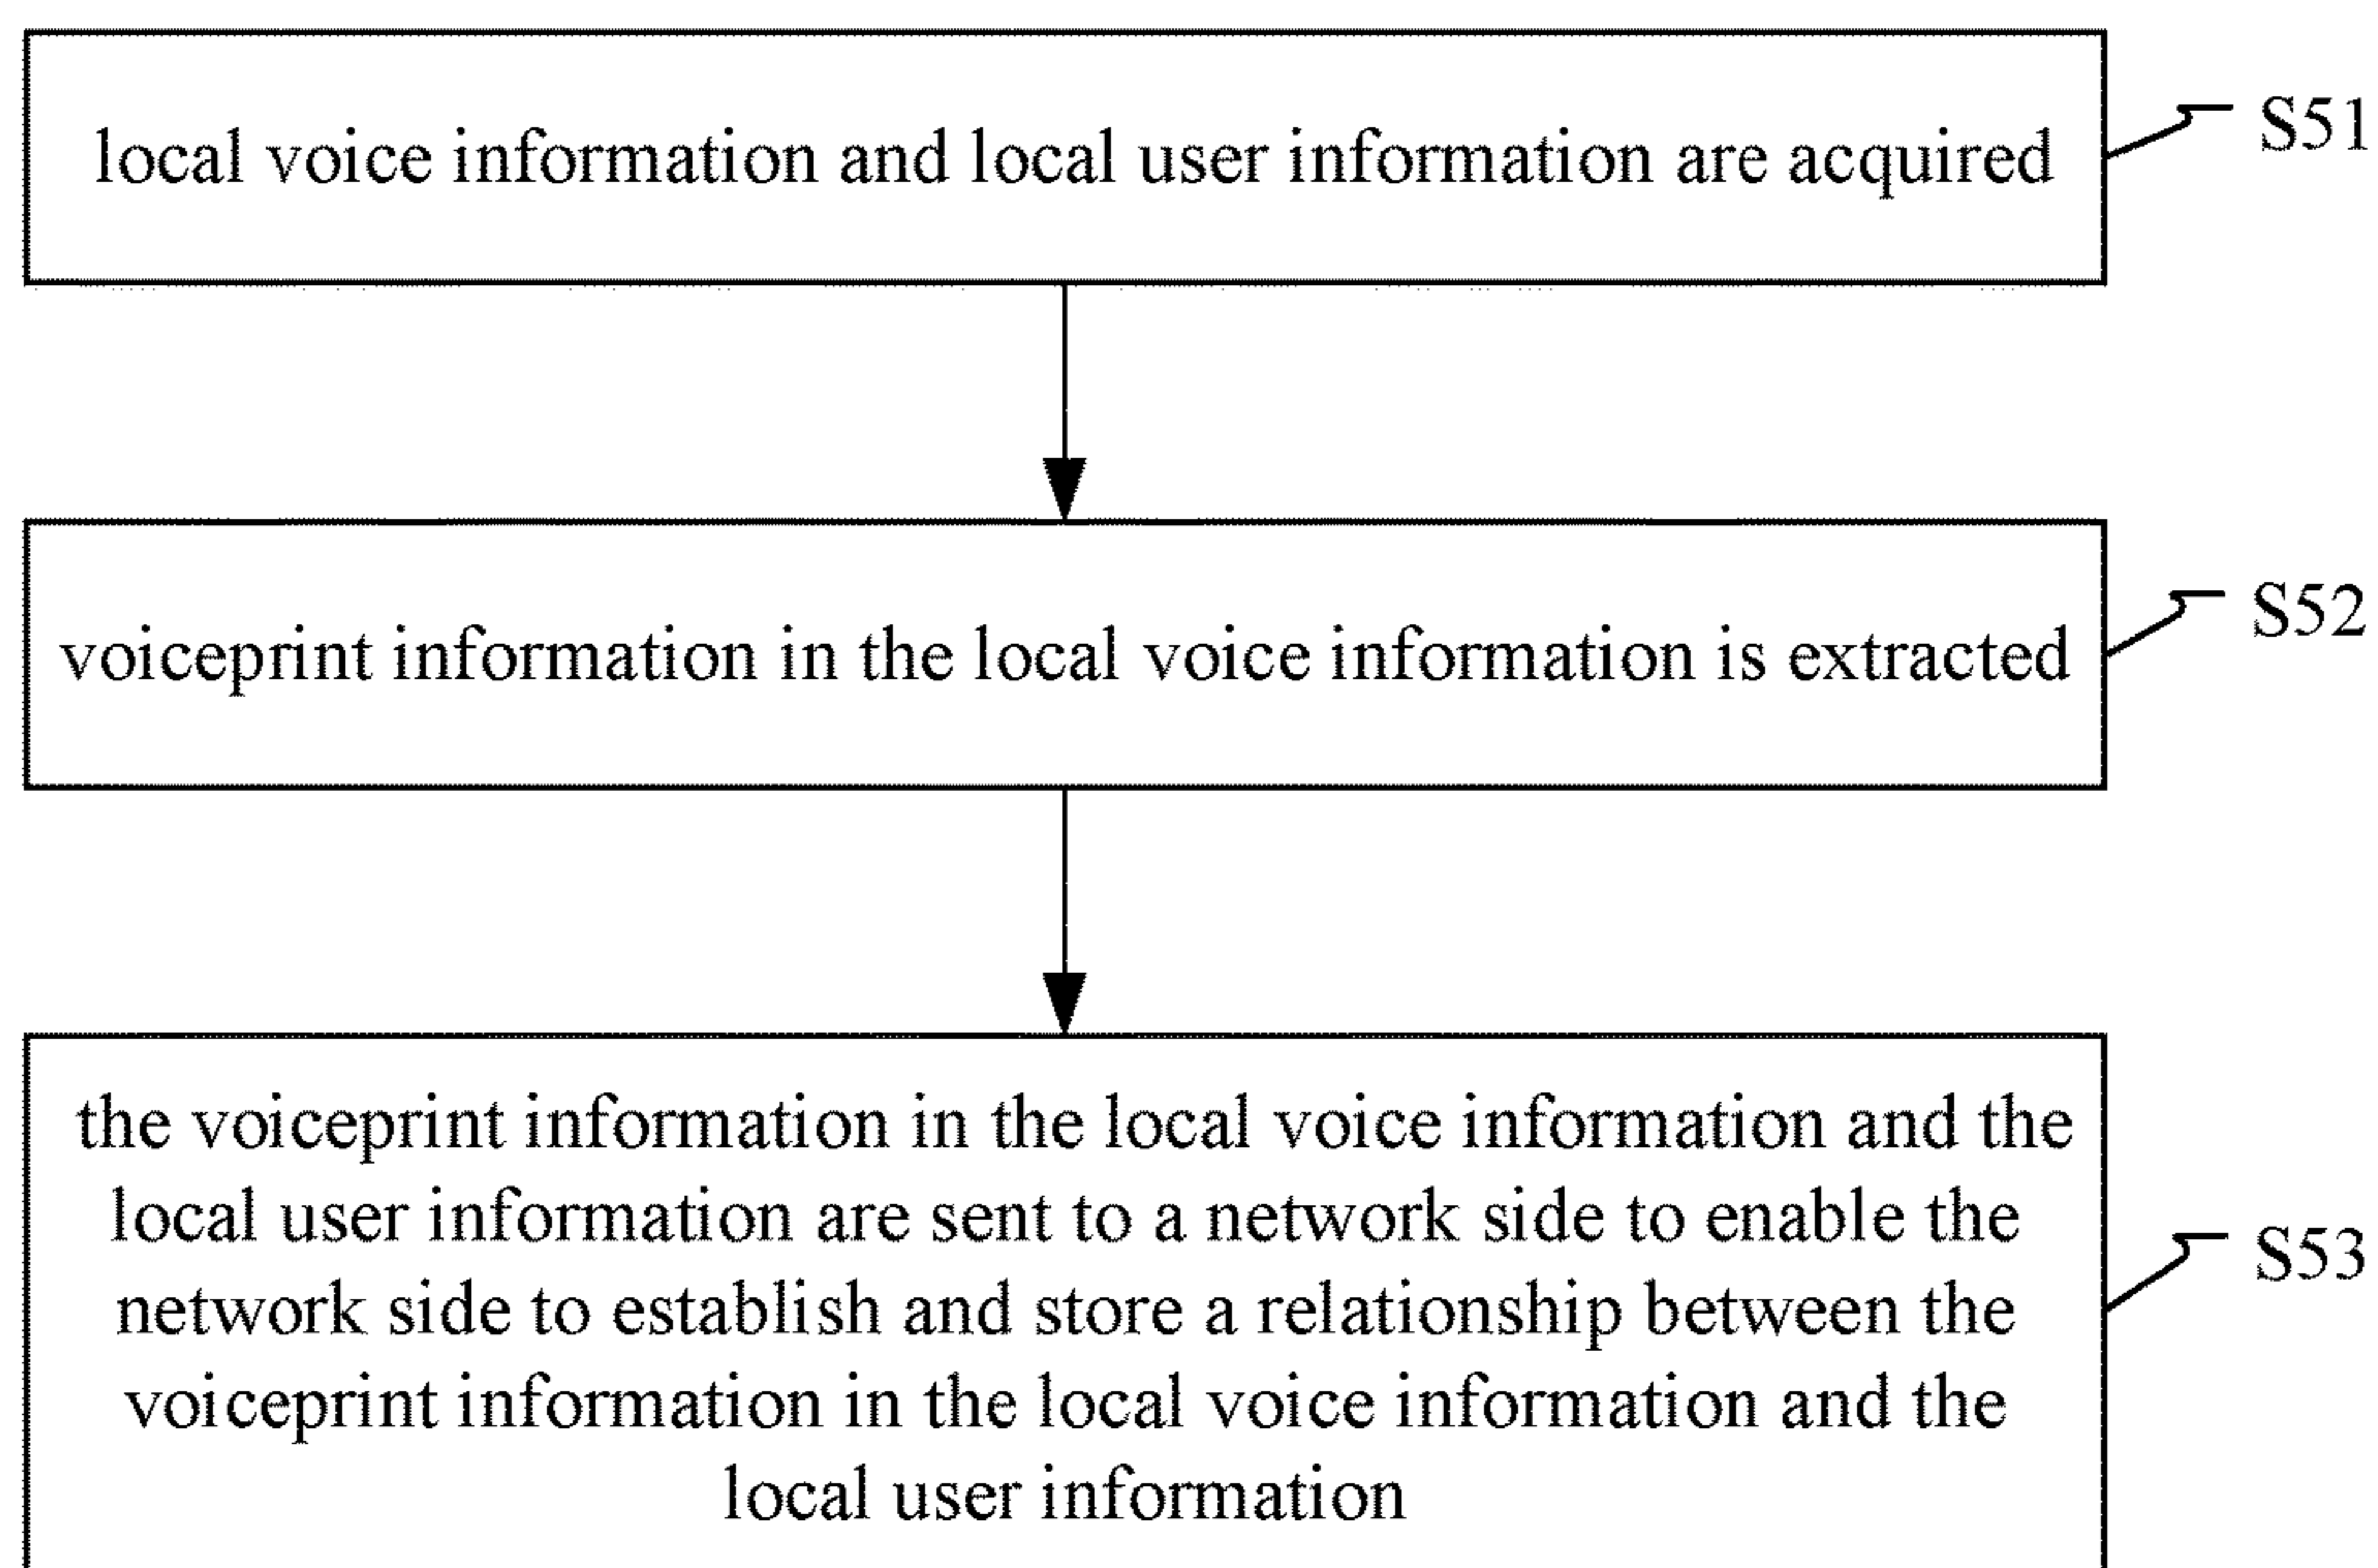 local voice information and local user information are acquired
S51
voiceprint information in the local voice information is extracted
S52
the voiceprint information in the local voice information and the
local user information are sent to a network side to enable the
network side to establish and store a relationship between the
voiceprint information in the local voice information and the
local user information
S53